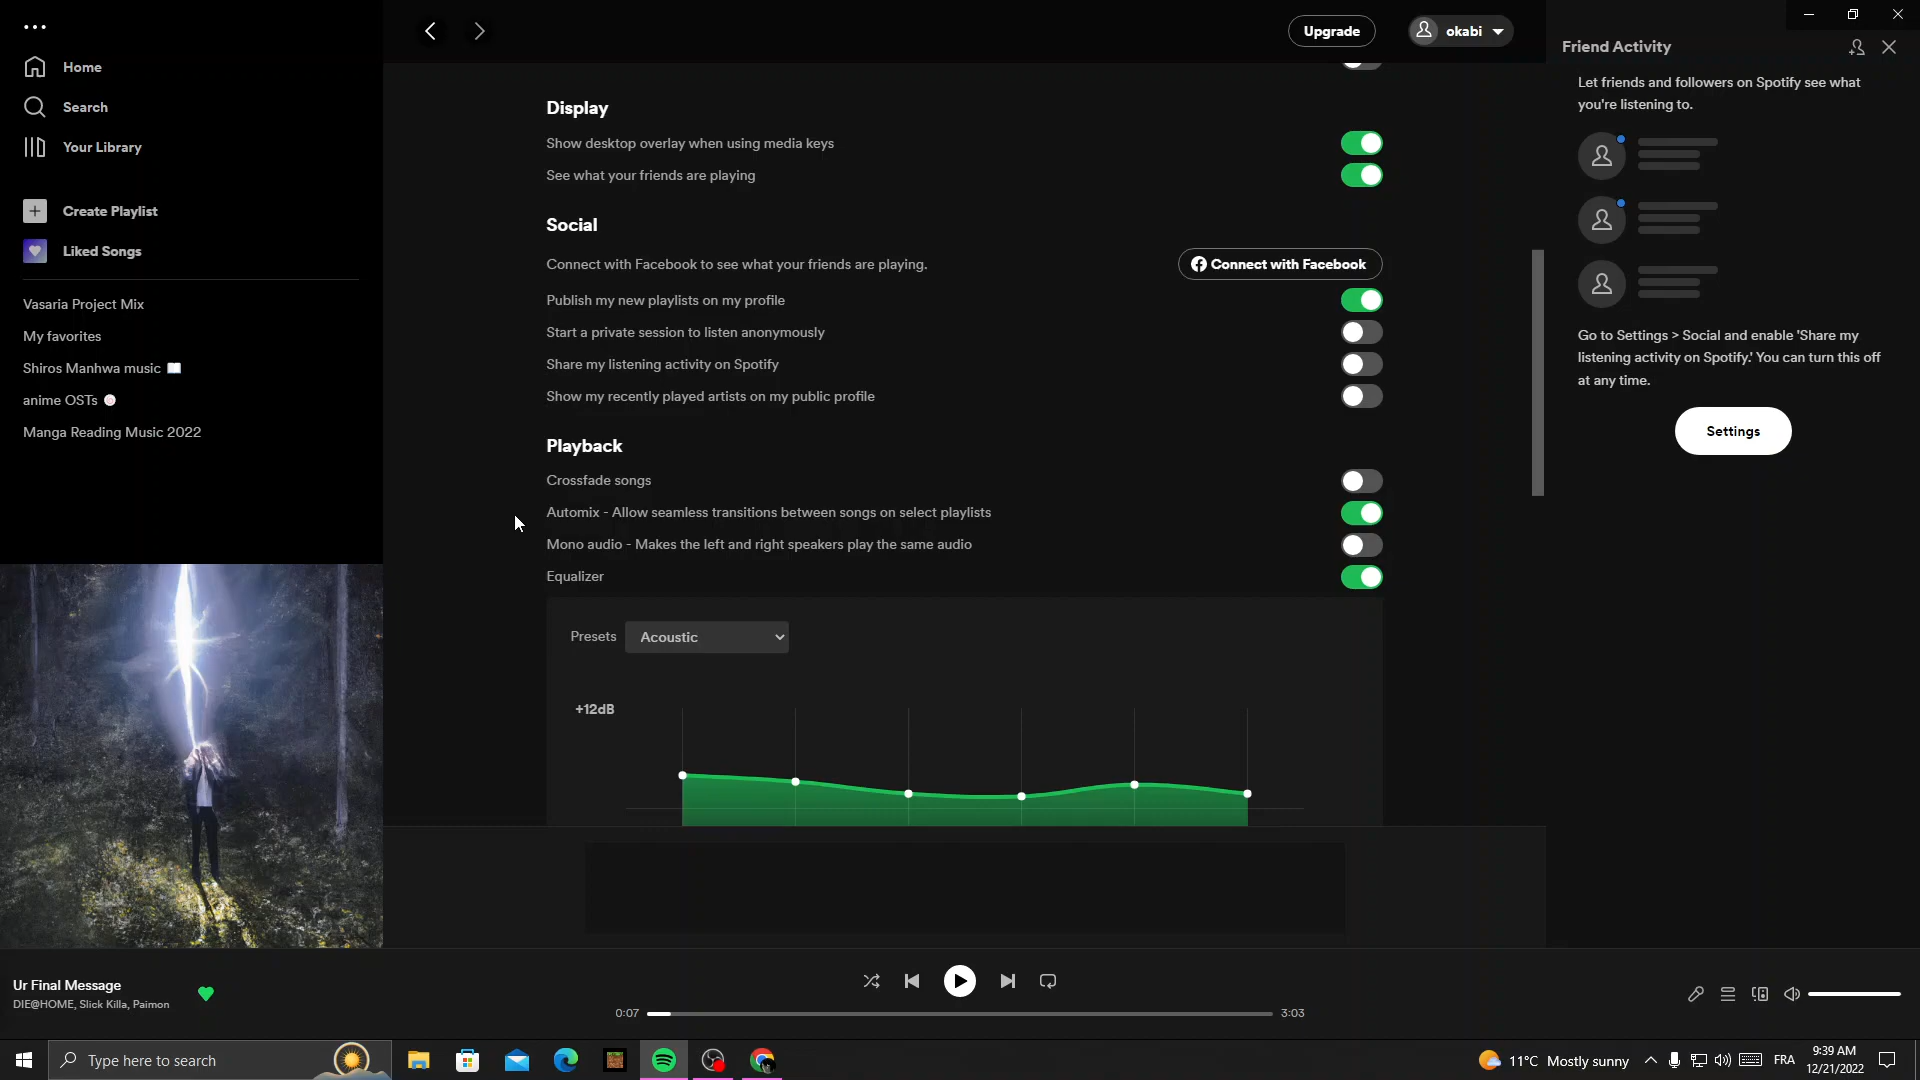 Home
Search
Your Library
Create Playlist
Liked Songs
Vasaria Project Mix
My favorites
Shiros Manhwa music 📖
anime OSTs 🍥
Manga Reading Music 2022
Upgrade
okabi
Display
Show desktop overlay when using media keys
See what your friends are playing
Social
Connect with Facebook to see what your friends are playing.
Connect with Facebook
Publish my new playlists on my profile
Start a private session to listen anonymously
Share my listening activity on Spotify
Show my recently played artists on my public profile
Playback
Crossfade songs
Automix - Allow seamless transitions between songs on select playlists
Mono audio - Makes the left and right speakers play the same audio
Equalizer
Presets
Acoustic
+12dB
Friend Activity
Let friends and followers on Spotify see what
you're listening to.
Go to Settings > Social and enable 'Share my
listening activity on Spotify.' You can turn this off
at any time.
Settings
Ur Final Message
DIE@HOME, Slick Killa, Paimon
0:07
3:03
Type here to search
11°C Mostly sunny
FRA
9:39 AM
12/21/2022